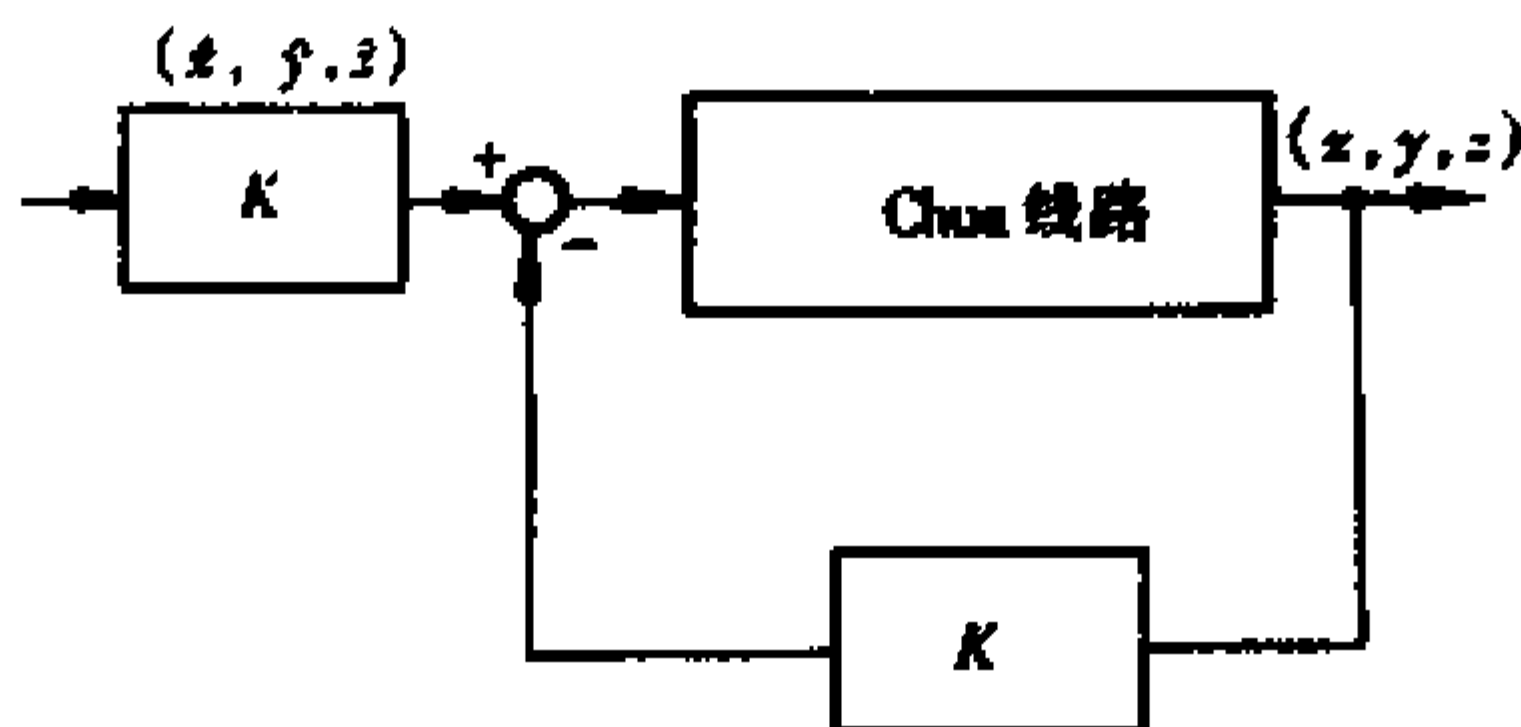 K
+
−
Chua 线路
(x,y,z)
K